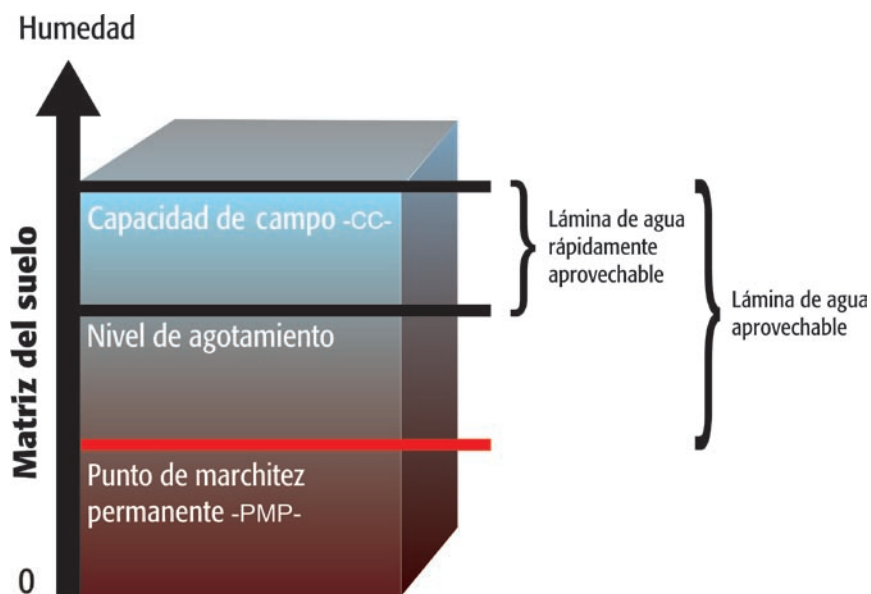 Humedad
Matriz del suelo
Capacidad de campo -CC-
Nivel de agotamiento
Punto de marchitez
permanente -PMP-
0
Lámina de agua
rápidamente
aprovechable
Lámina de agua
aprovechable